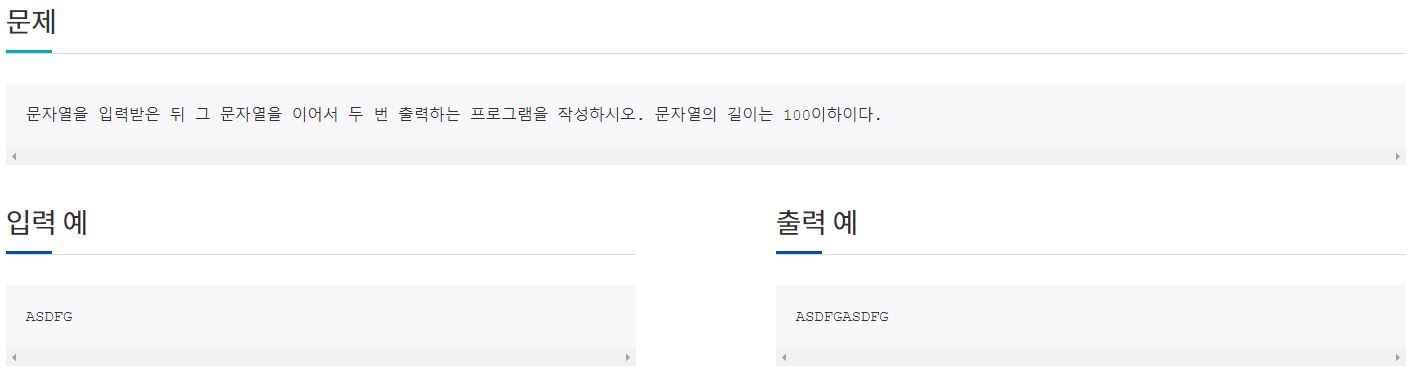 문제
문자열을 입력받은 뒤 그 문자열을 이어서 두 번 출력하는 프로그램을 작성하시오. 문자열의 길이는 100이하이다.
입력 예
출력 예
ASDFG
ASDFGASDFG